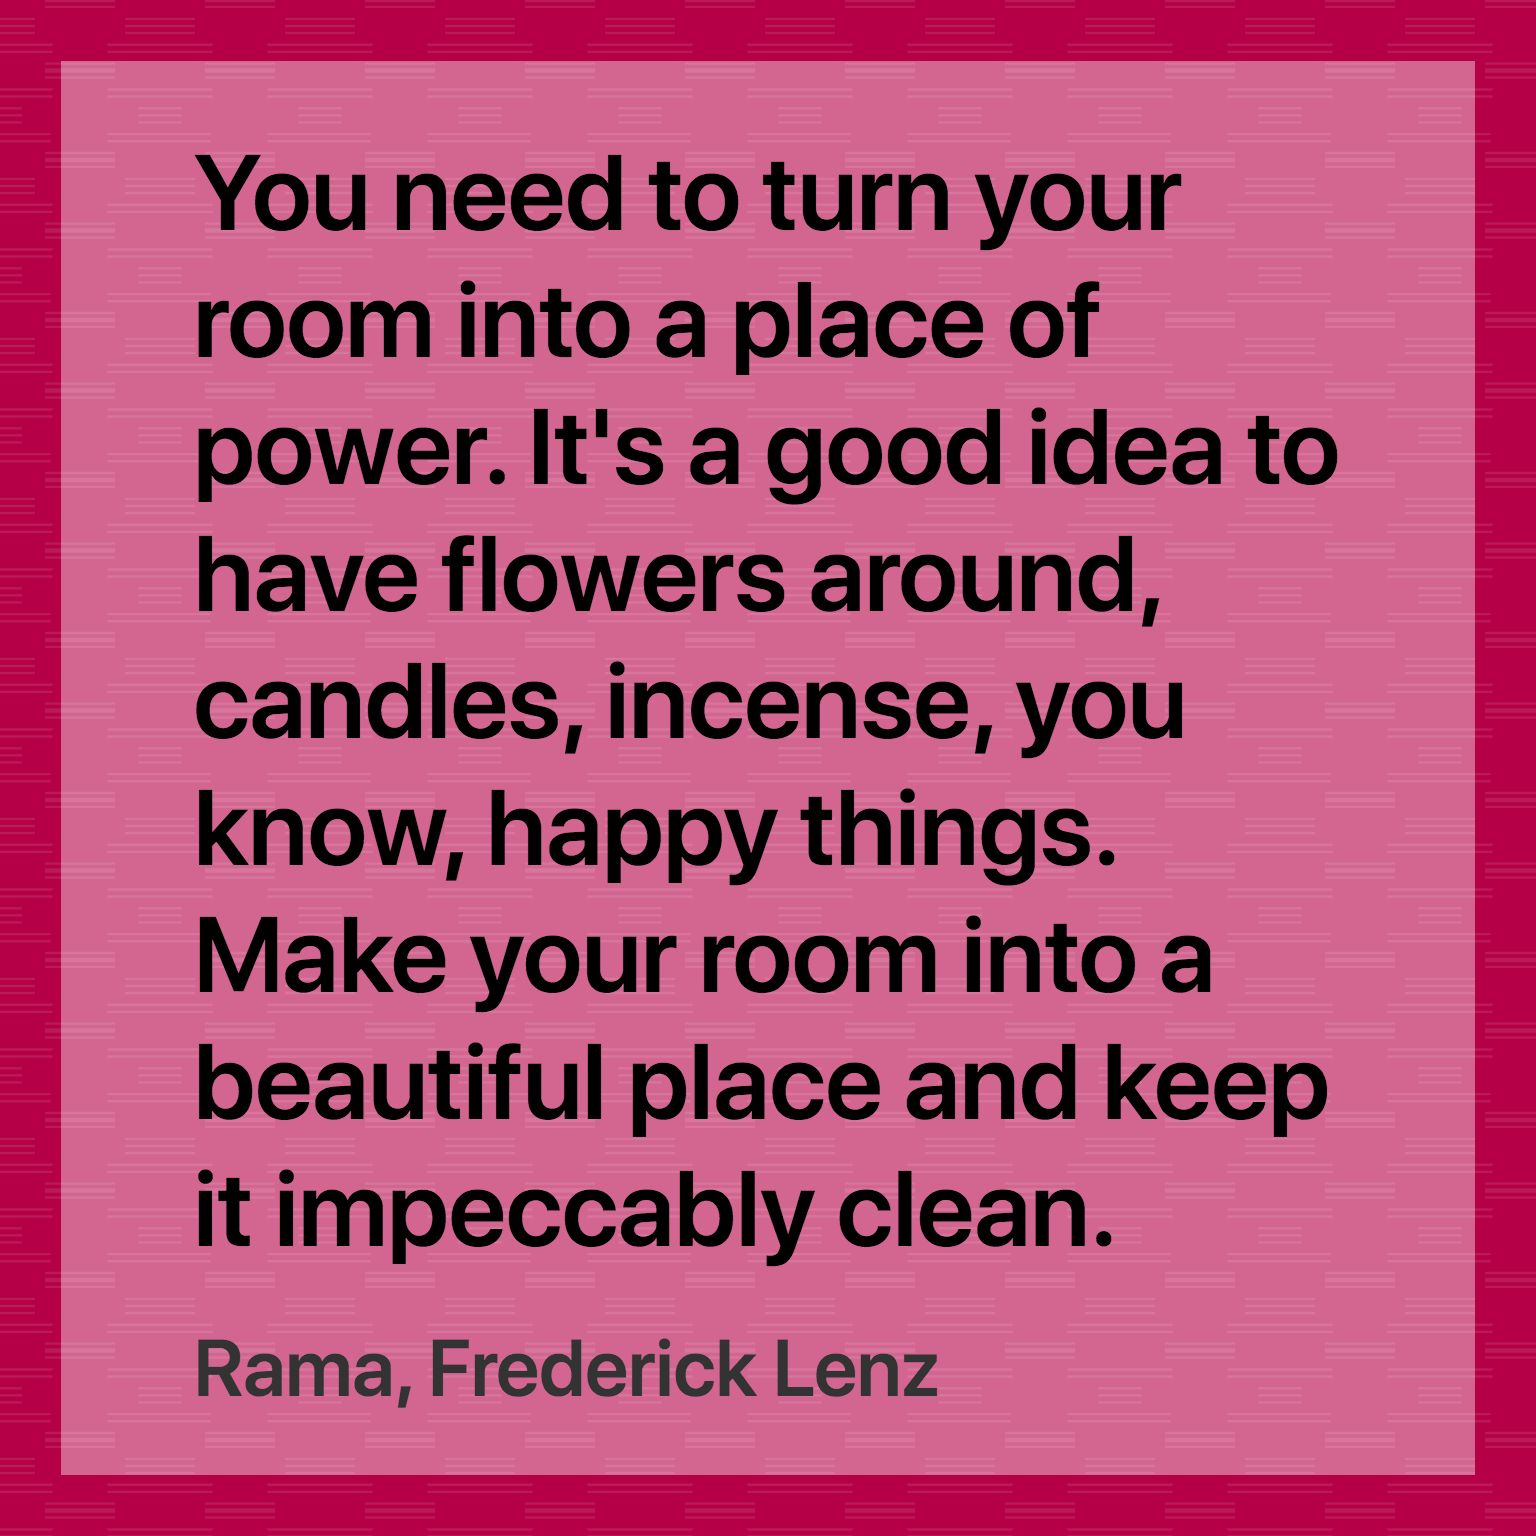 You need to turn your
room into a place of
power. It's a good idea to
have flowers around,
candles, incense, you
know, happy things.
Make your room into a
beautiful place and keep
it impeccably clean.
Rama, Frederick Lenz